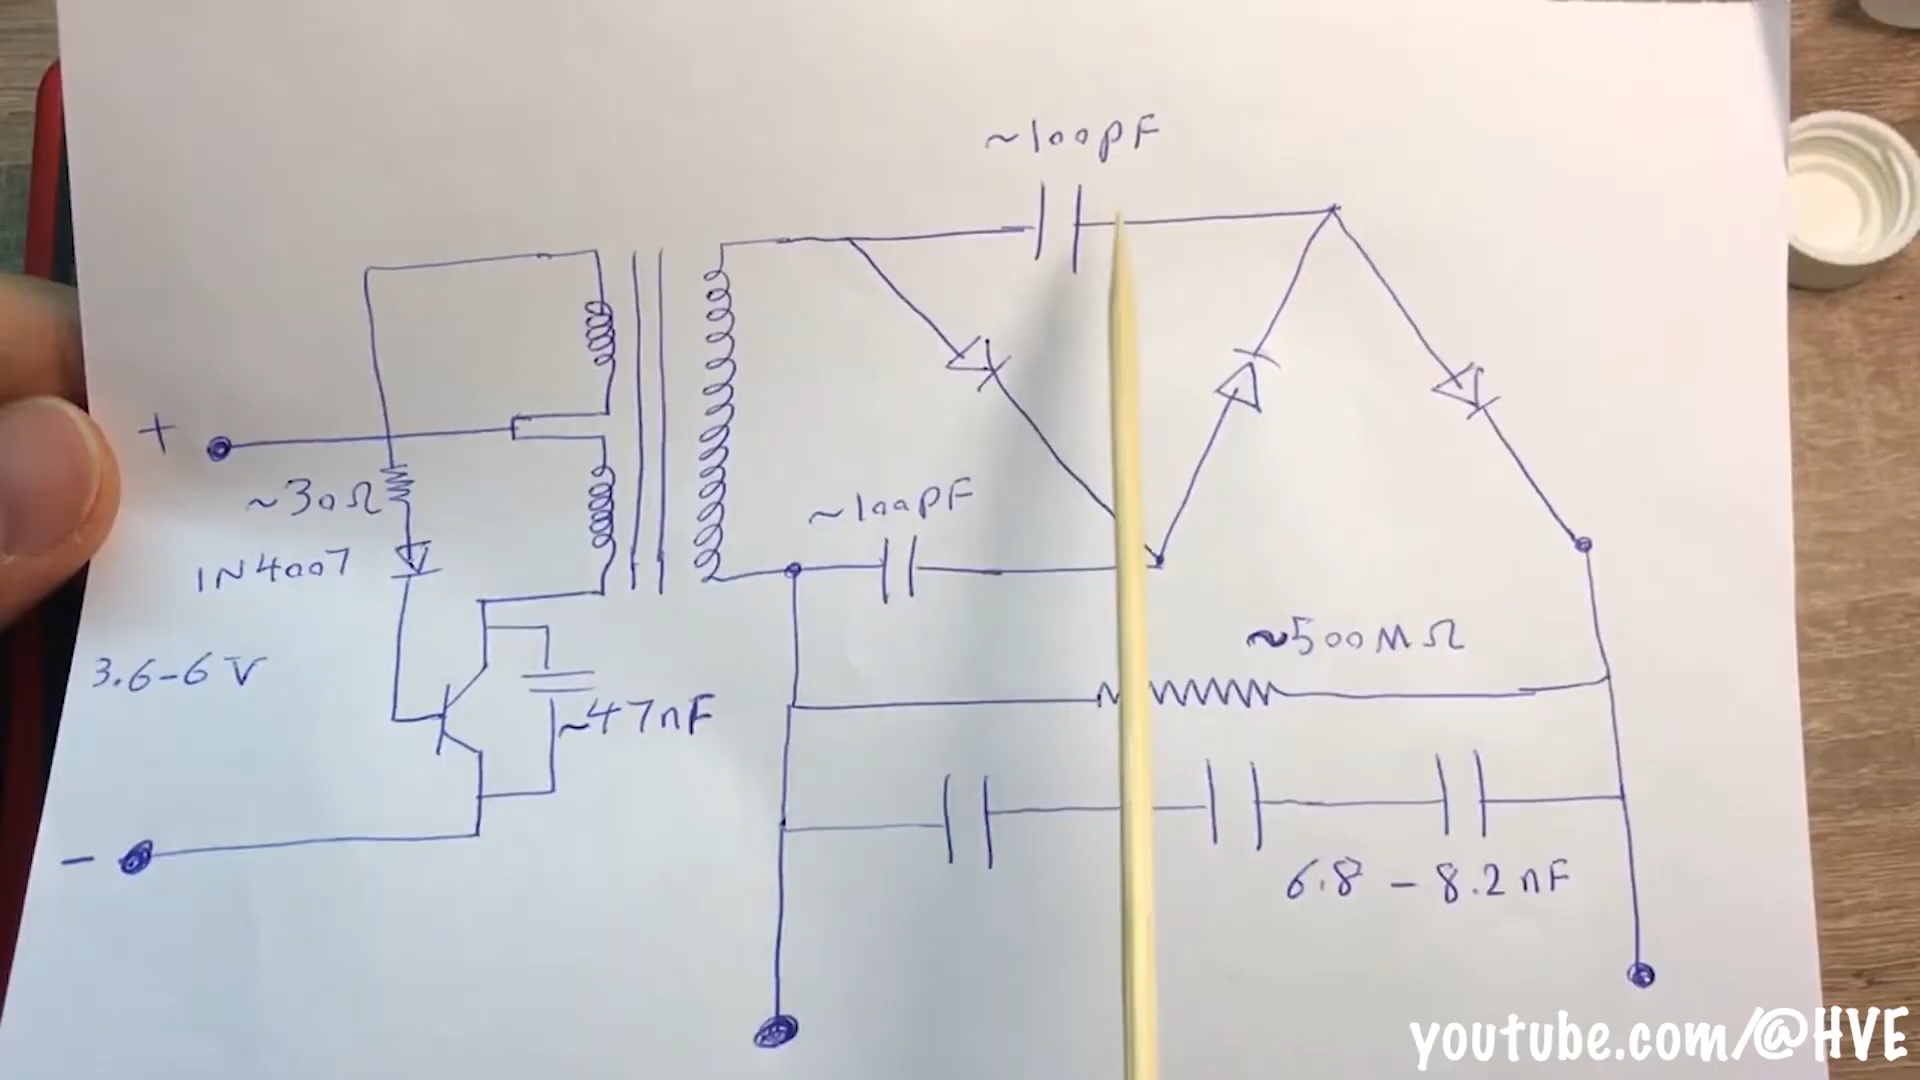 ~100pF
+
~30Ω
1N4007
~100pF
3.6-6V
~47nF
~500MΩ
-
6.8 - 8.2nF
youtube.com/@HVE